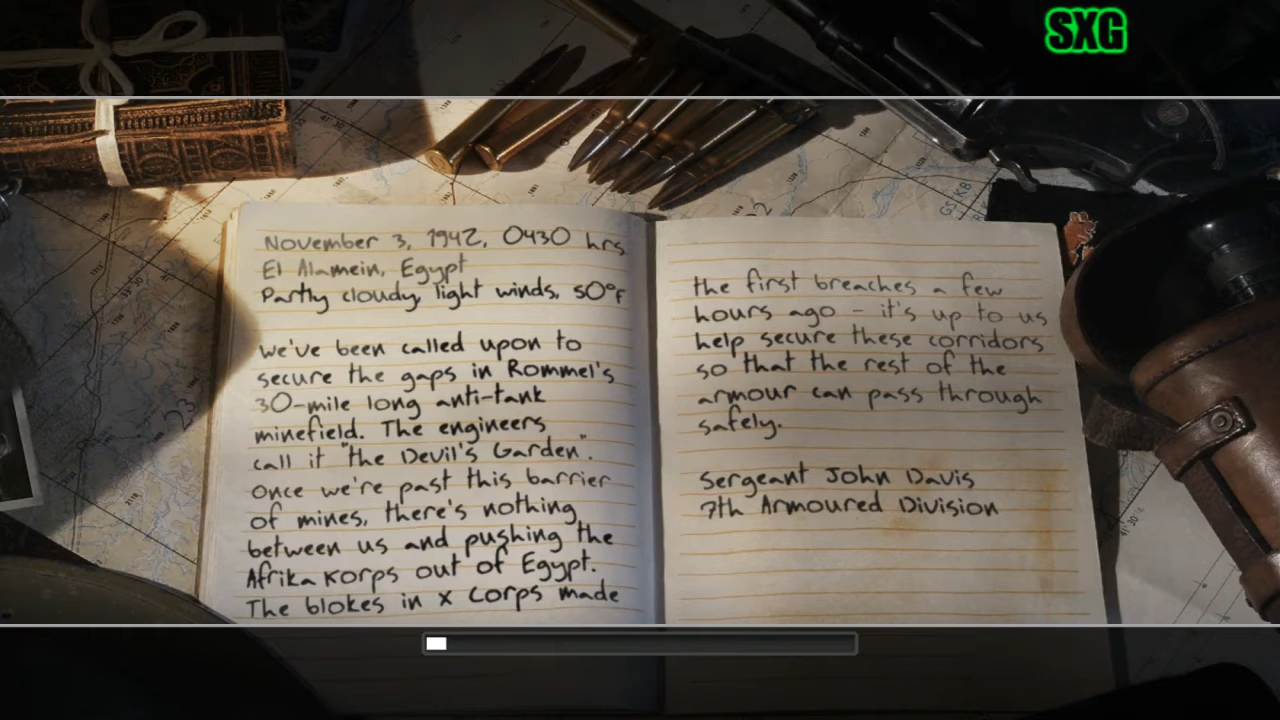 SXG
November 3, 1942, 0430 hrs
El Alamein, Egypt
Partly cloudy, light winds, 50°F
We've been called upon to
secure the gaps in Rommel's
30-mile long anti-tank
minefield. The engineers
call it "the Devil's Garden".
Once we're past this barrier
of mines, there's nothing
between us and pushing the
Afrika Korps out of Egypt.
The blokes in X Corps made
the first breaches a few
hours ago - it's up to us
help secure these corridors
so that the rest of the
armour can pass through
safely.
Sergeant John Davis
7th Armoured Division